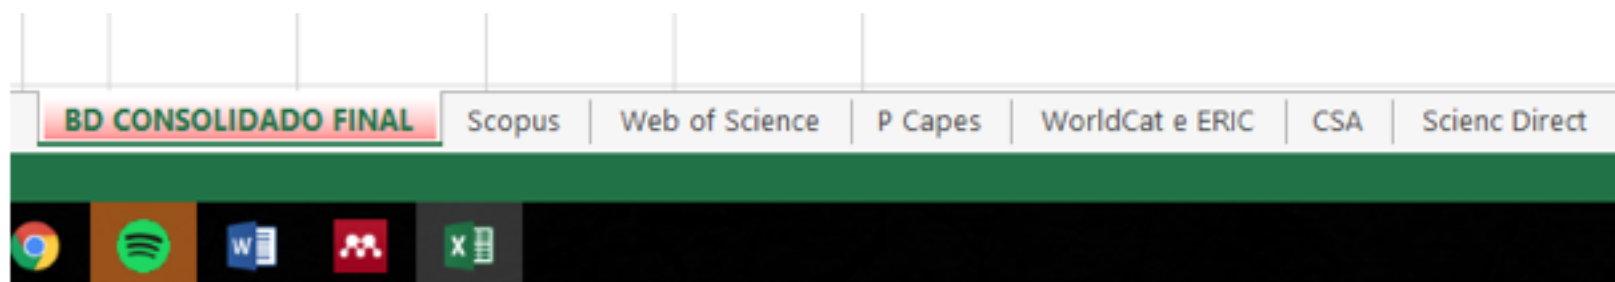 BD CONSOLIDADO FINAL Scopus Web of Science P Capes WorldCat e ERIC CSA Scienc Direct
W X